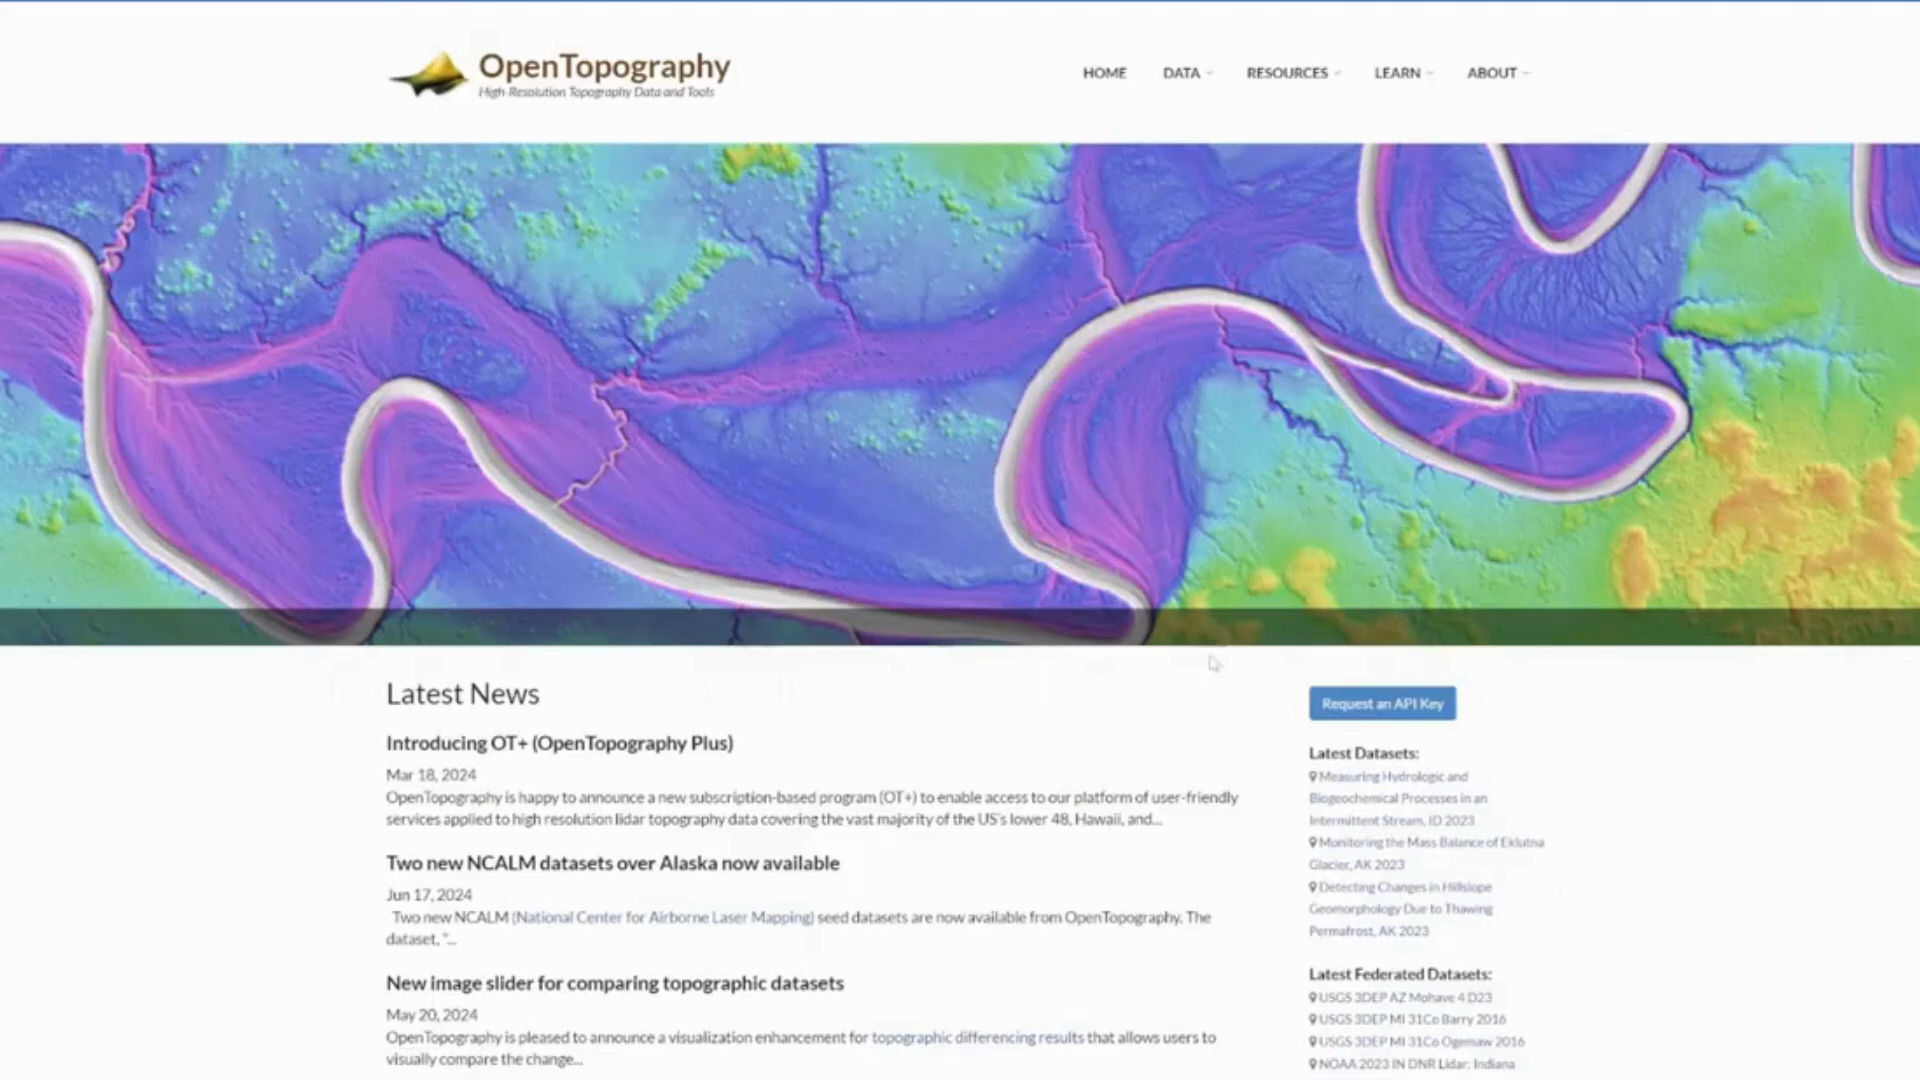 OpenTopography
High-Resolution Topography Data and Tools
HOME DATA RESOURCES LEARN ABOUT
Latest News
Introducing OT+ (OpenTopography Plus)
Mar 18, 2024
OpenTopography is happy to announce a new subscription-based program (OT+) to enable access to our platform of user-friendly
services applied to high resolution lidar topography data covering the vast majority of the US's lower 48, Hawaii, and...
Two new NCALM datasets over Alaska now available
Jun 17, 2024
Two new NCALM (National Center for Airborne Laser Mapping) seed datasets are now available from OpenTopography. The
dataset, "...
New image slider for comparing topographic datasets
May 20, 2024
OpenTopography is pleased to announce a visualization enhancement for topographic differencing results that allows users to
visually compare the change...
Request an API Key
Latest Datasets:
Measuring Hydrologic and
Biogeochemical Processes in an
Intermittent Stream, ID 2023
Monitoring the Mass Balance of Eklutna
Glacier, AK 2023
Detecting Changes in Hillslope
Geomorphology Due to Thawing
Permafrost, AK 2023
Latest Federated Datasets:
USGS 3DEP AZ Mohave 4 D23
USGS 3DEP MI 31Co Barry 2016
USGS 3DEP MI 31Co Ogemaw 2016
NOAA 2023 IN DNR Lidar: Indiana